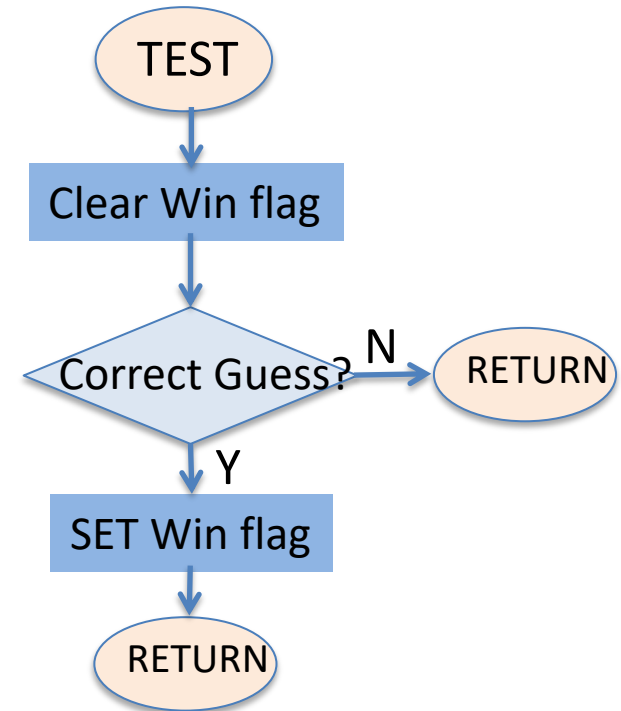 TEST
Clear Win flag
Correct Guess?
N
RETURN
Y
SET Win flag
RETURN